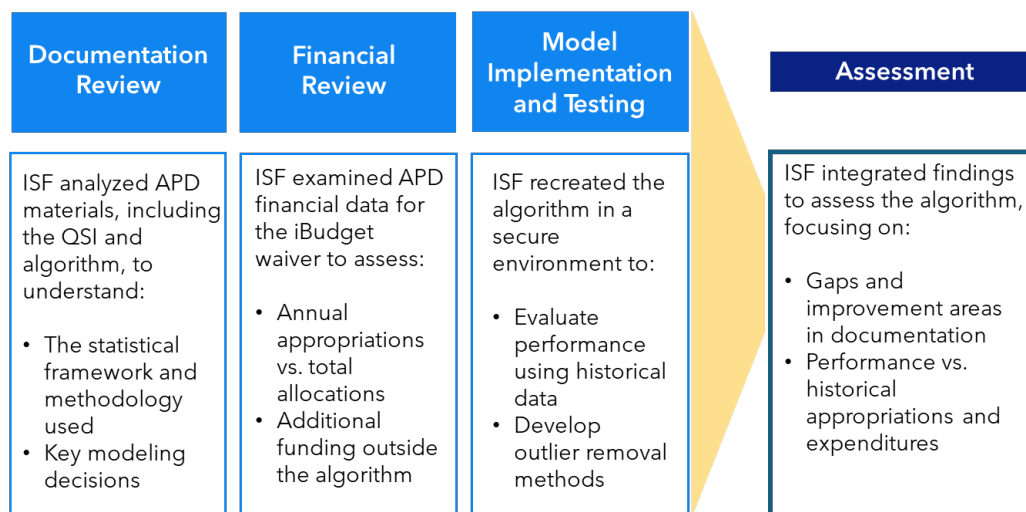 Documentation
Review
ISF analyzed APD
materials, including
the QSI and
algorithm, to
understand:
• The statistical
framework and
methodology
used
• Key modeling
decisions
Financial
Review
ISF examined APD
financial data for
the iBudget
waiver to assess:
• Annual
appropriations
vs. total
allocations
• Additional
funding outside
the algorithm
Model
Implementation
and Testing
ISF recreated the
algorithm in a
secure
environment to:
• Evaluate
performance
using historical
data
• Develop
outlier removal
methods
Assessment
ISF integrated findings
to assess the algorithm,
focusing on:
• Gaps and
improvement areas
in documentation
• Performance vs.
historical
appropriations and
expenditures